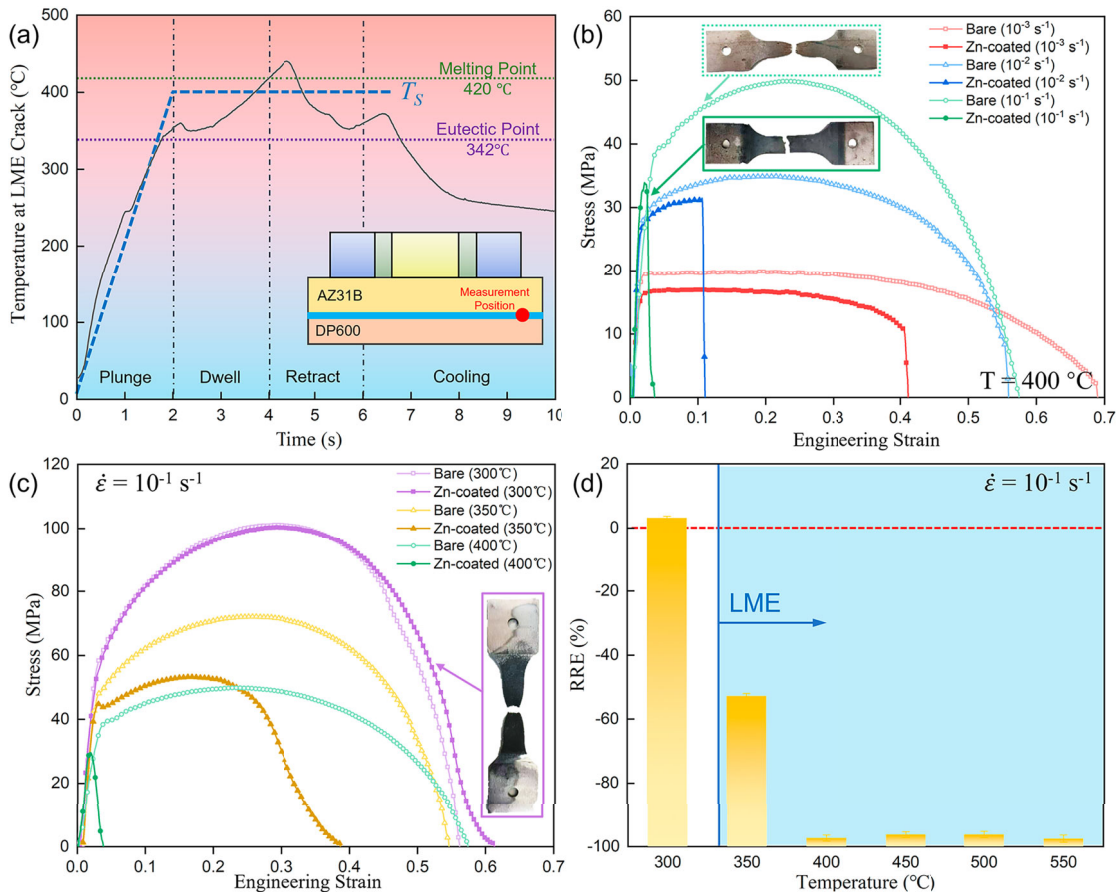 (a)
500
400
300
200
100
0
Temperature at LME Crack (°C)
Melting Point
420 ℃
T_S
Eutectic Point
342℃
AZ31B
Measurement
Position
DP600
Plunge
Dwell
Retract
Cooling
0 1 2 3 4 5 6 7 8 9 10
Time (s)
(b)
60
50
40
30
20
10
0
Stress (MPa)
Bare (10⁻³ s⁻¹)
Zn-coated (10⁻³ s⁻¹)
Bare (10⁻² s⁻¹)
Zn-coated (10⁻² s⁻¹)
Bare (10⁻¹ s⁻¹)
Zn-coated (10⁻¹ s⁻¹)
T = 400 °C
0.0 0.1 0.2 0.3 0.4 0.5 0.6 0.7
Engineering Strain
(c)
ε̇ = 10⁻¹ s⁻¹
120
100
80
60
40
20
0
Stress (MPa)
Bare (300℃)
Zn-coated (300℃)
Bare (350℃)
Zn-coated (350℃)
Bare (400℃)
Zn-coated (400℃)
0.0 0.1 0.2 0.3 0.4 0.5 0.6 0.7
Engineering Strain
(d)
ε̇ = 10⁻¹ s⁻¹
20
0
-20
-40
-60
-80
-100
RRE (%)
LME
300 350 400 450 500 550
Temperature (℃)